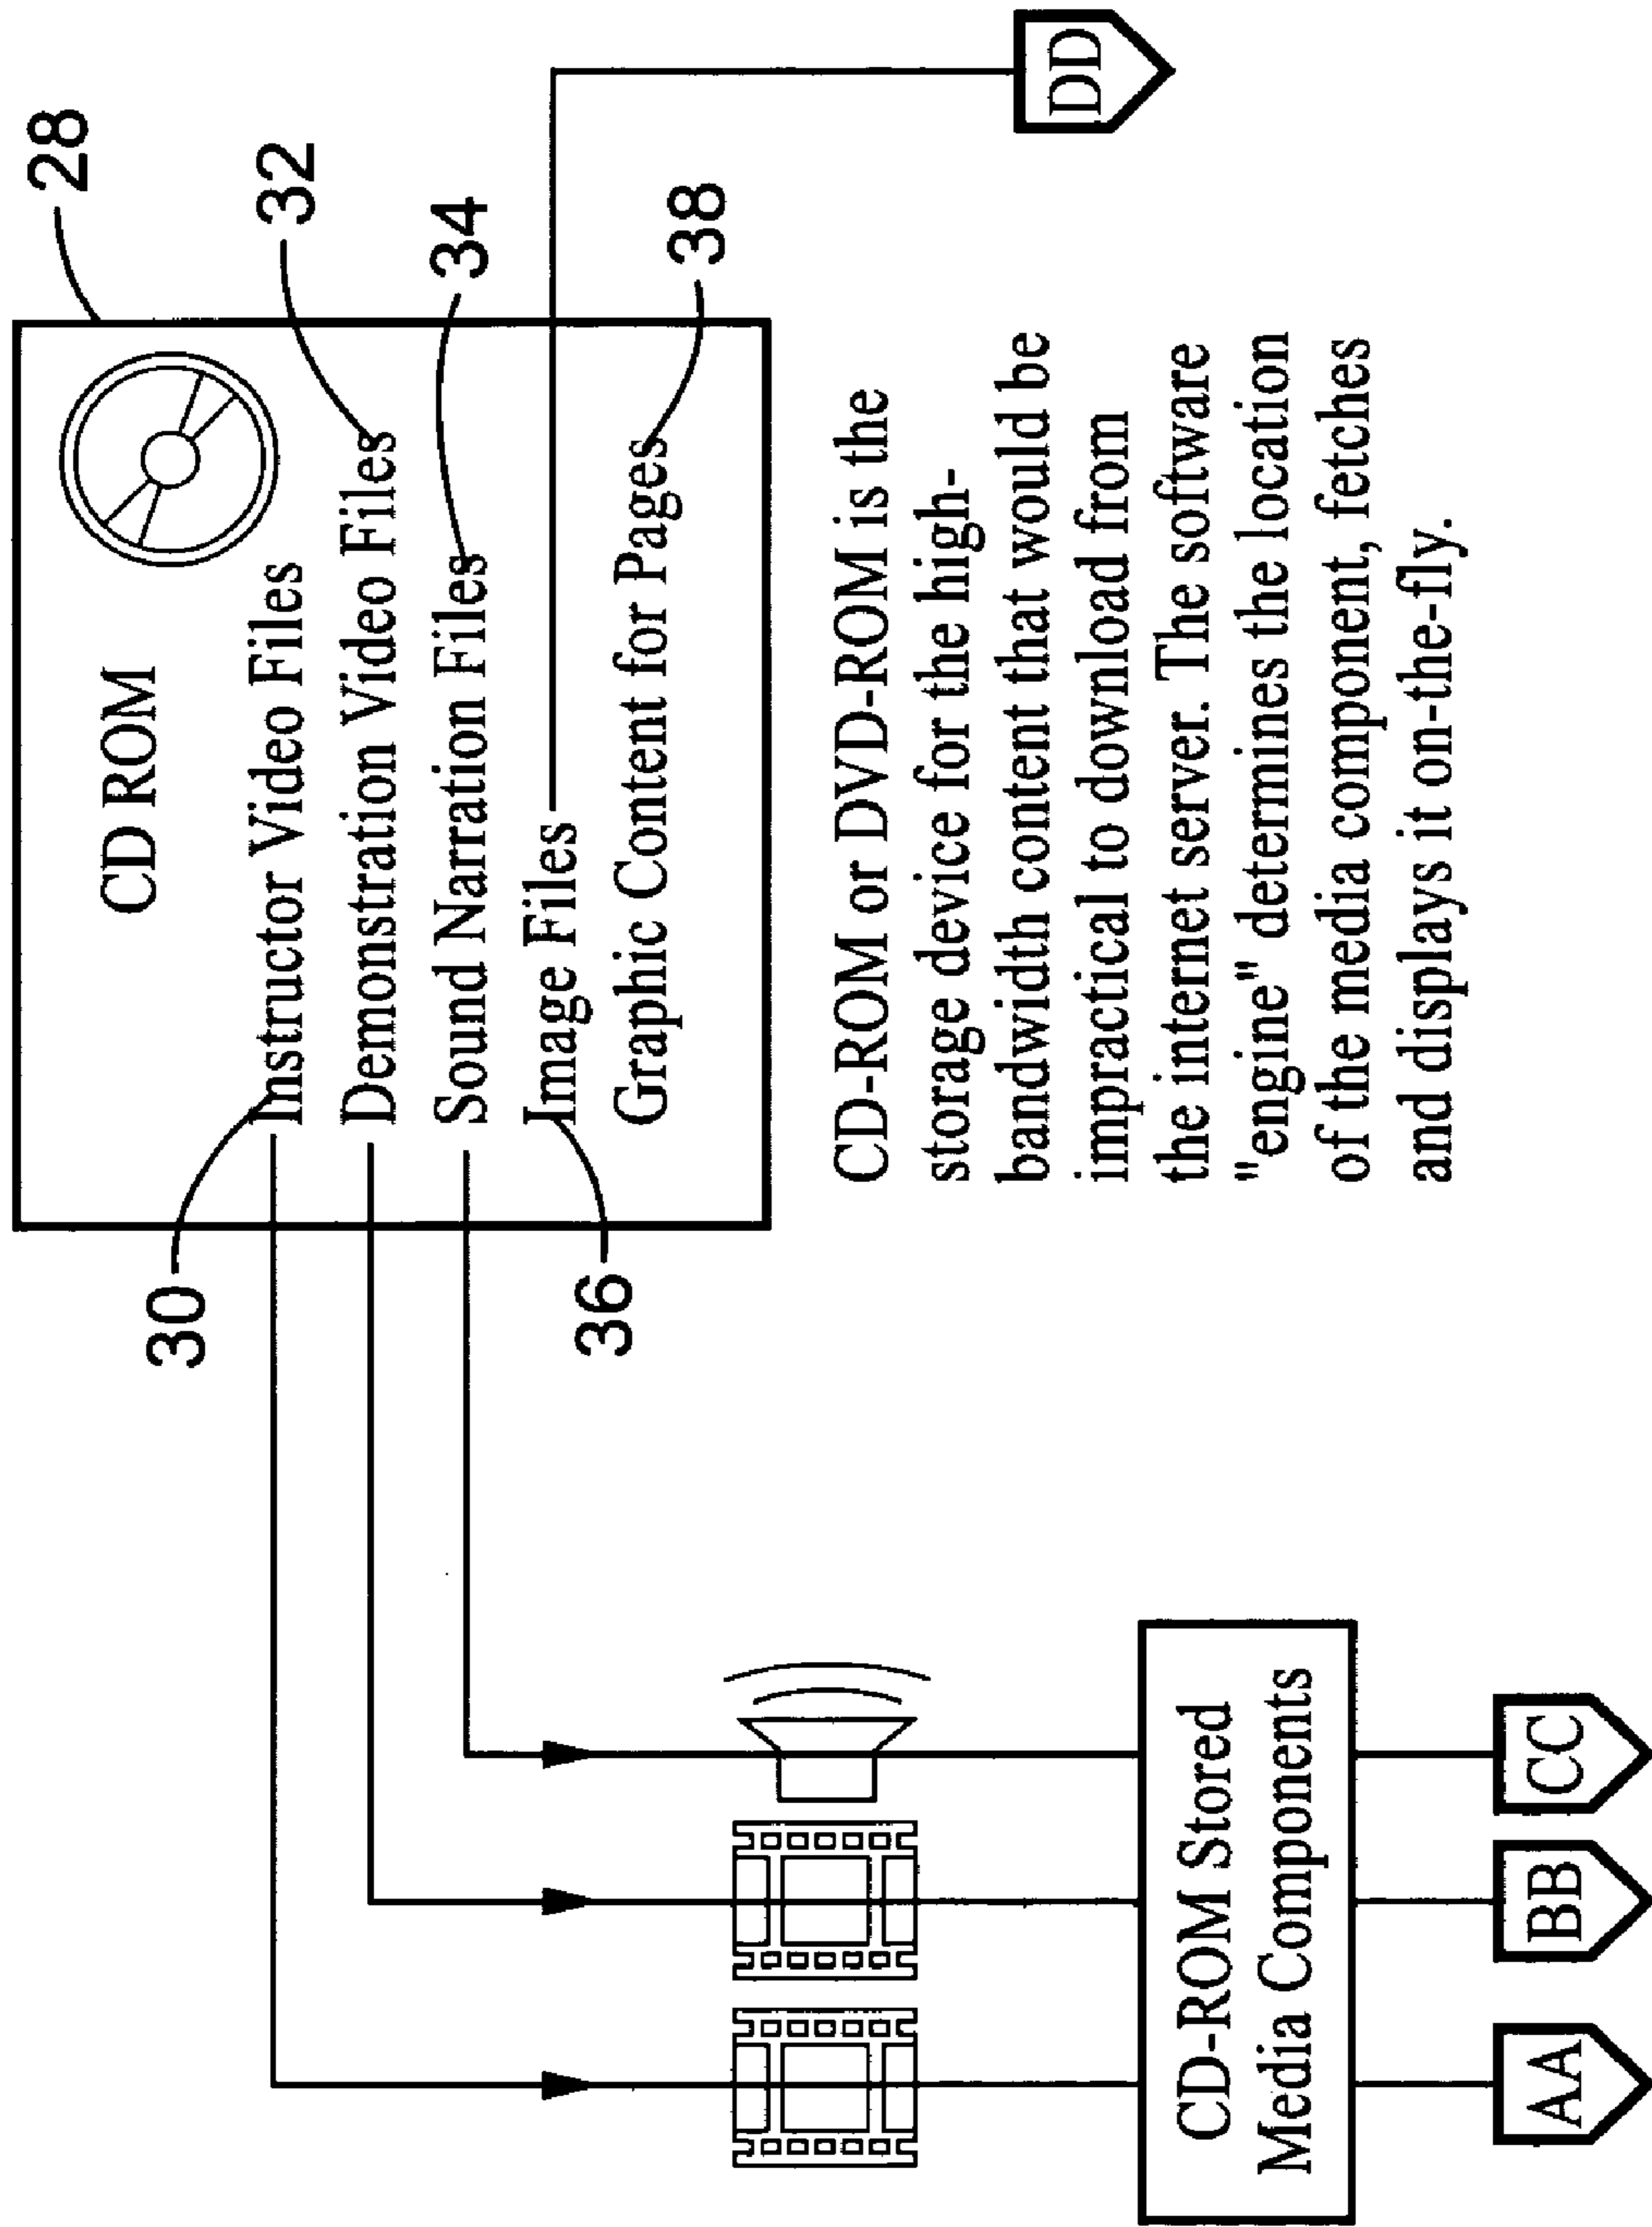 28
CD ROM
30
Instructor Video Files
32
Demonstration Video Files
34
Sound Narration Files
36
Image Files
38
Graphic Content for Pages
CD-ROM or DVD-ROM is the
storage device for the high-
bandwidth content that would be
impractical to download from
the internet server. The software
"engine" determines the location
of the media component, fetches
and displays it on-the-fly.
DD
CD-ROM Stored
Media Components
AA
BB
CC